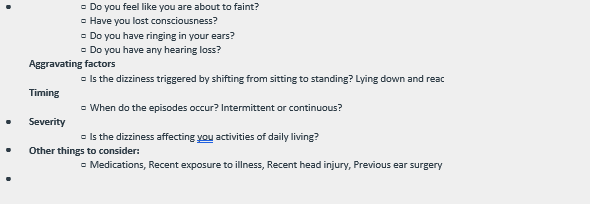 Do you feel like you are about to faint?
Have you lost consciousness?
Do you have ringing in your ears?
Do you have any hearing loss?
Aggravating factors
Is the dizziness triggered by shifting from sitting to standing? Lying down and
Timing
When do the episodes occur? Intermittent or continuous?
Severity
Is the dizziness affecting you activities of daily living?
Other things to consider:
Medications, Recent exposure to illness, Recent head injury, Previous ear surgery